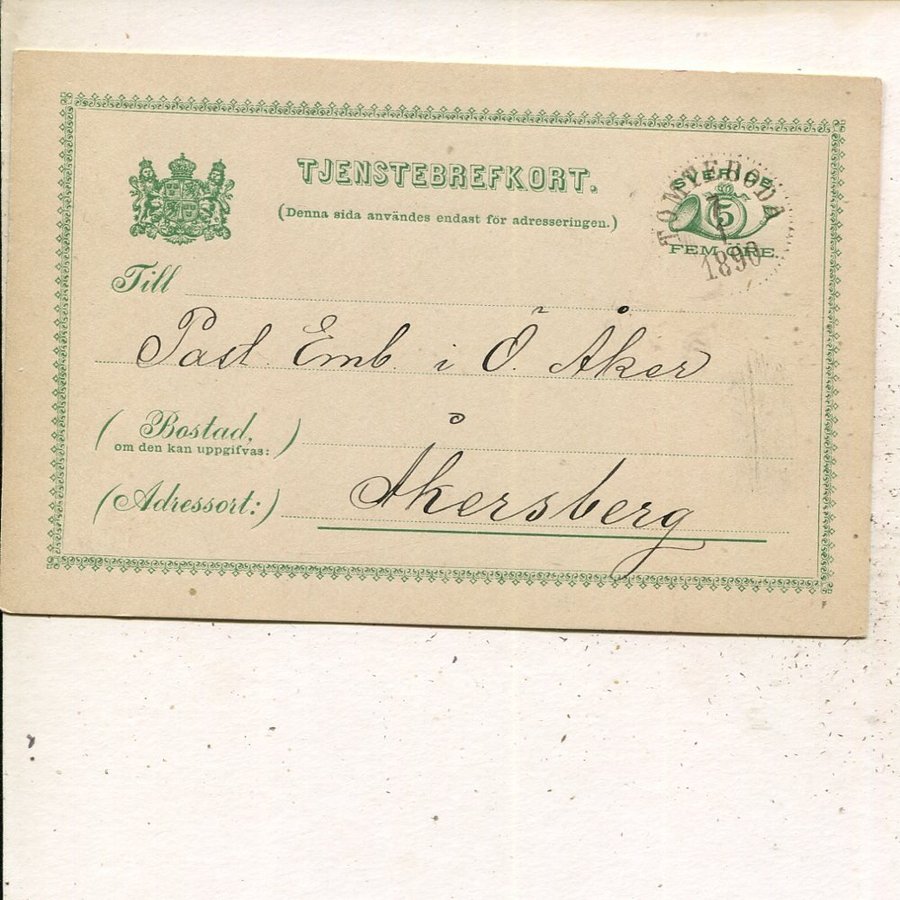 TJENSTEBREFKORT.
(Denna sida användes endast för adresseringen.)
SVERIGE
5
FEM ÖRE.
1890
Till
Past Emb. i Ö. Åker
(Bostad,
om den kan uppgifvas:)
(Adressort:) Åkersberg